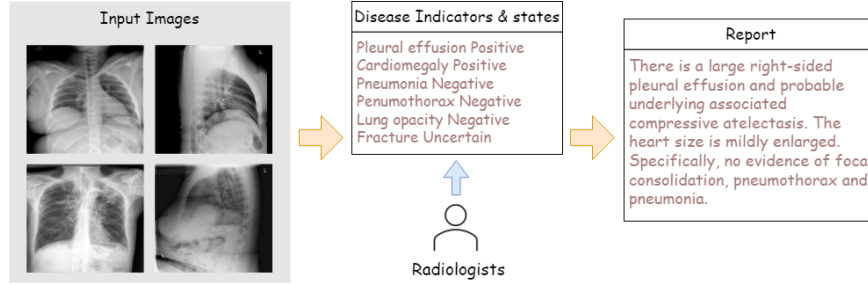 Input Images
L
L
Disease Indicators & states
Pleural effusion Positive
Cardiomegaly Positive
Pneumonia Negative
Penumothorax Negative
Lung opacity Negative
Fracture Uncertain
Radiologists
Report
There is a large right-sided
pleural effusion and probable
underlying associated
compressive atelectasis. The
heart size is mildly enlarged.
Specifically, no evidence of foca
consolidation, pneumothorax and
pneumonia.